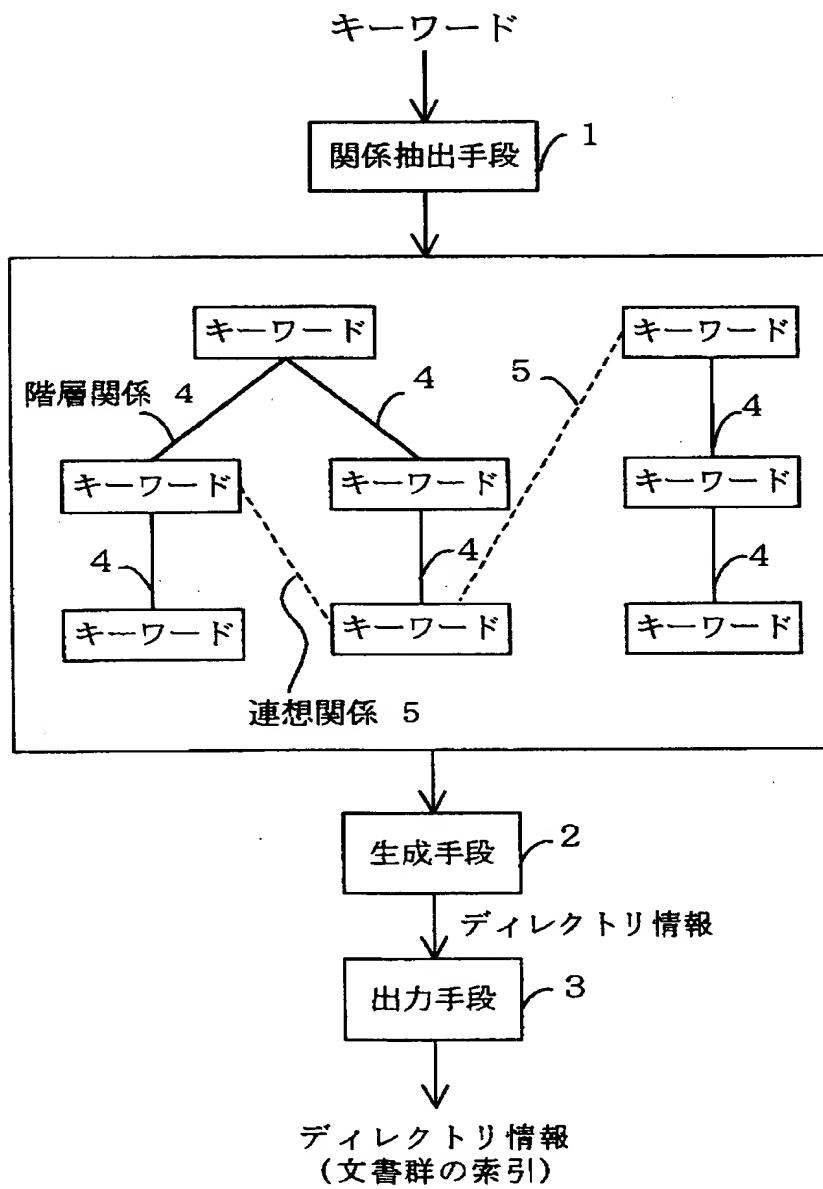 キーワード
関係抽出手段
1
キーワード
キーワード
階層関係 4
4
5
4
キーワード
キーワード
キーワード
4
4
4
キーワード
キーワード
キーワード
連想関係 5
生成手段
2
ディレクトリ情報
出力手段
3
ディレクトリ情報
(文書群の索引)